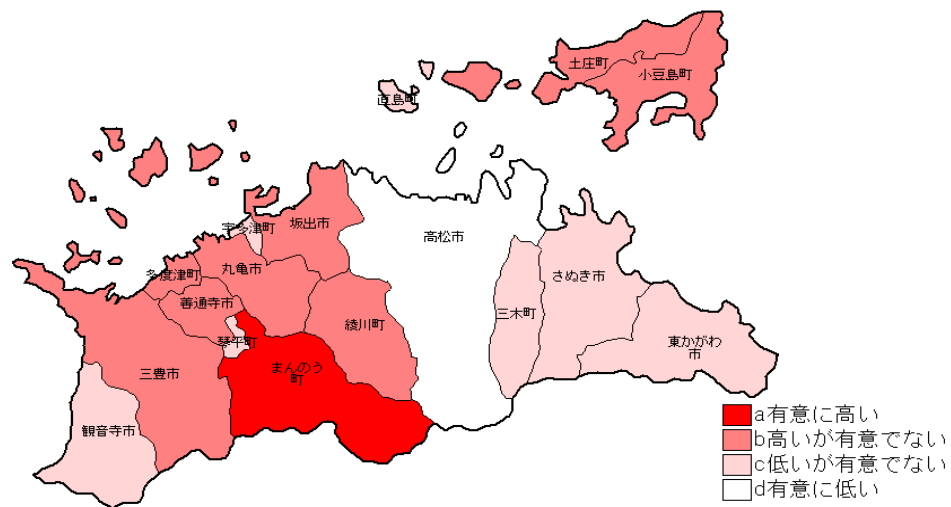 土庄町
小豆島町
直島町
宇多津町
坂出市
高松市
多度津町
丸亀市
さぬき市
善通寺市
三木町
綾川町
琴平町
東かがわ
市
まんのう
町
三豊市
観音寺市
a有意に高い
b高いが有意でない
c低いが有意でない
d有意に低い